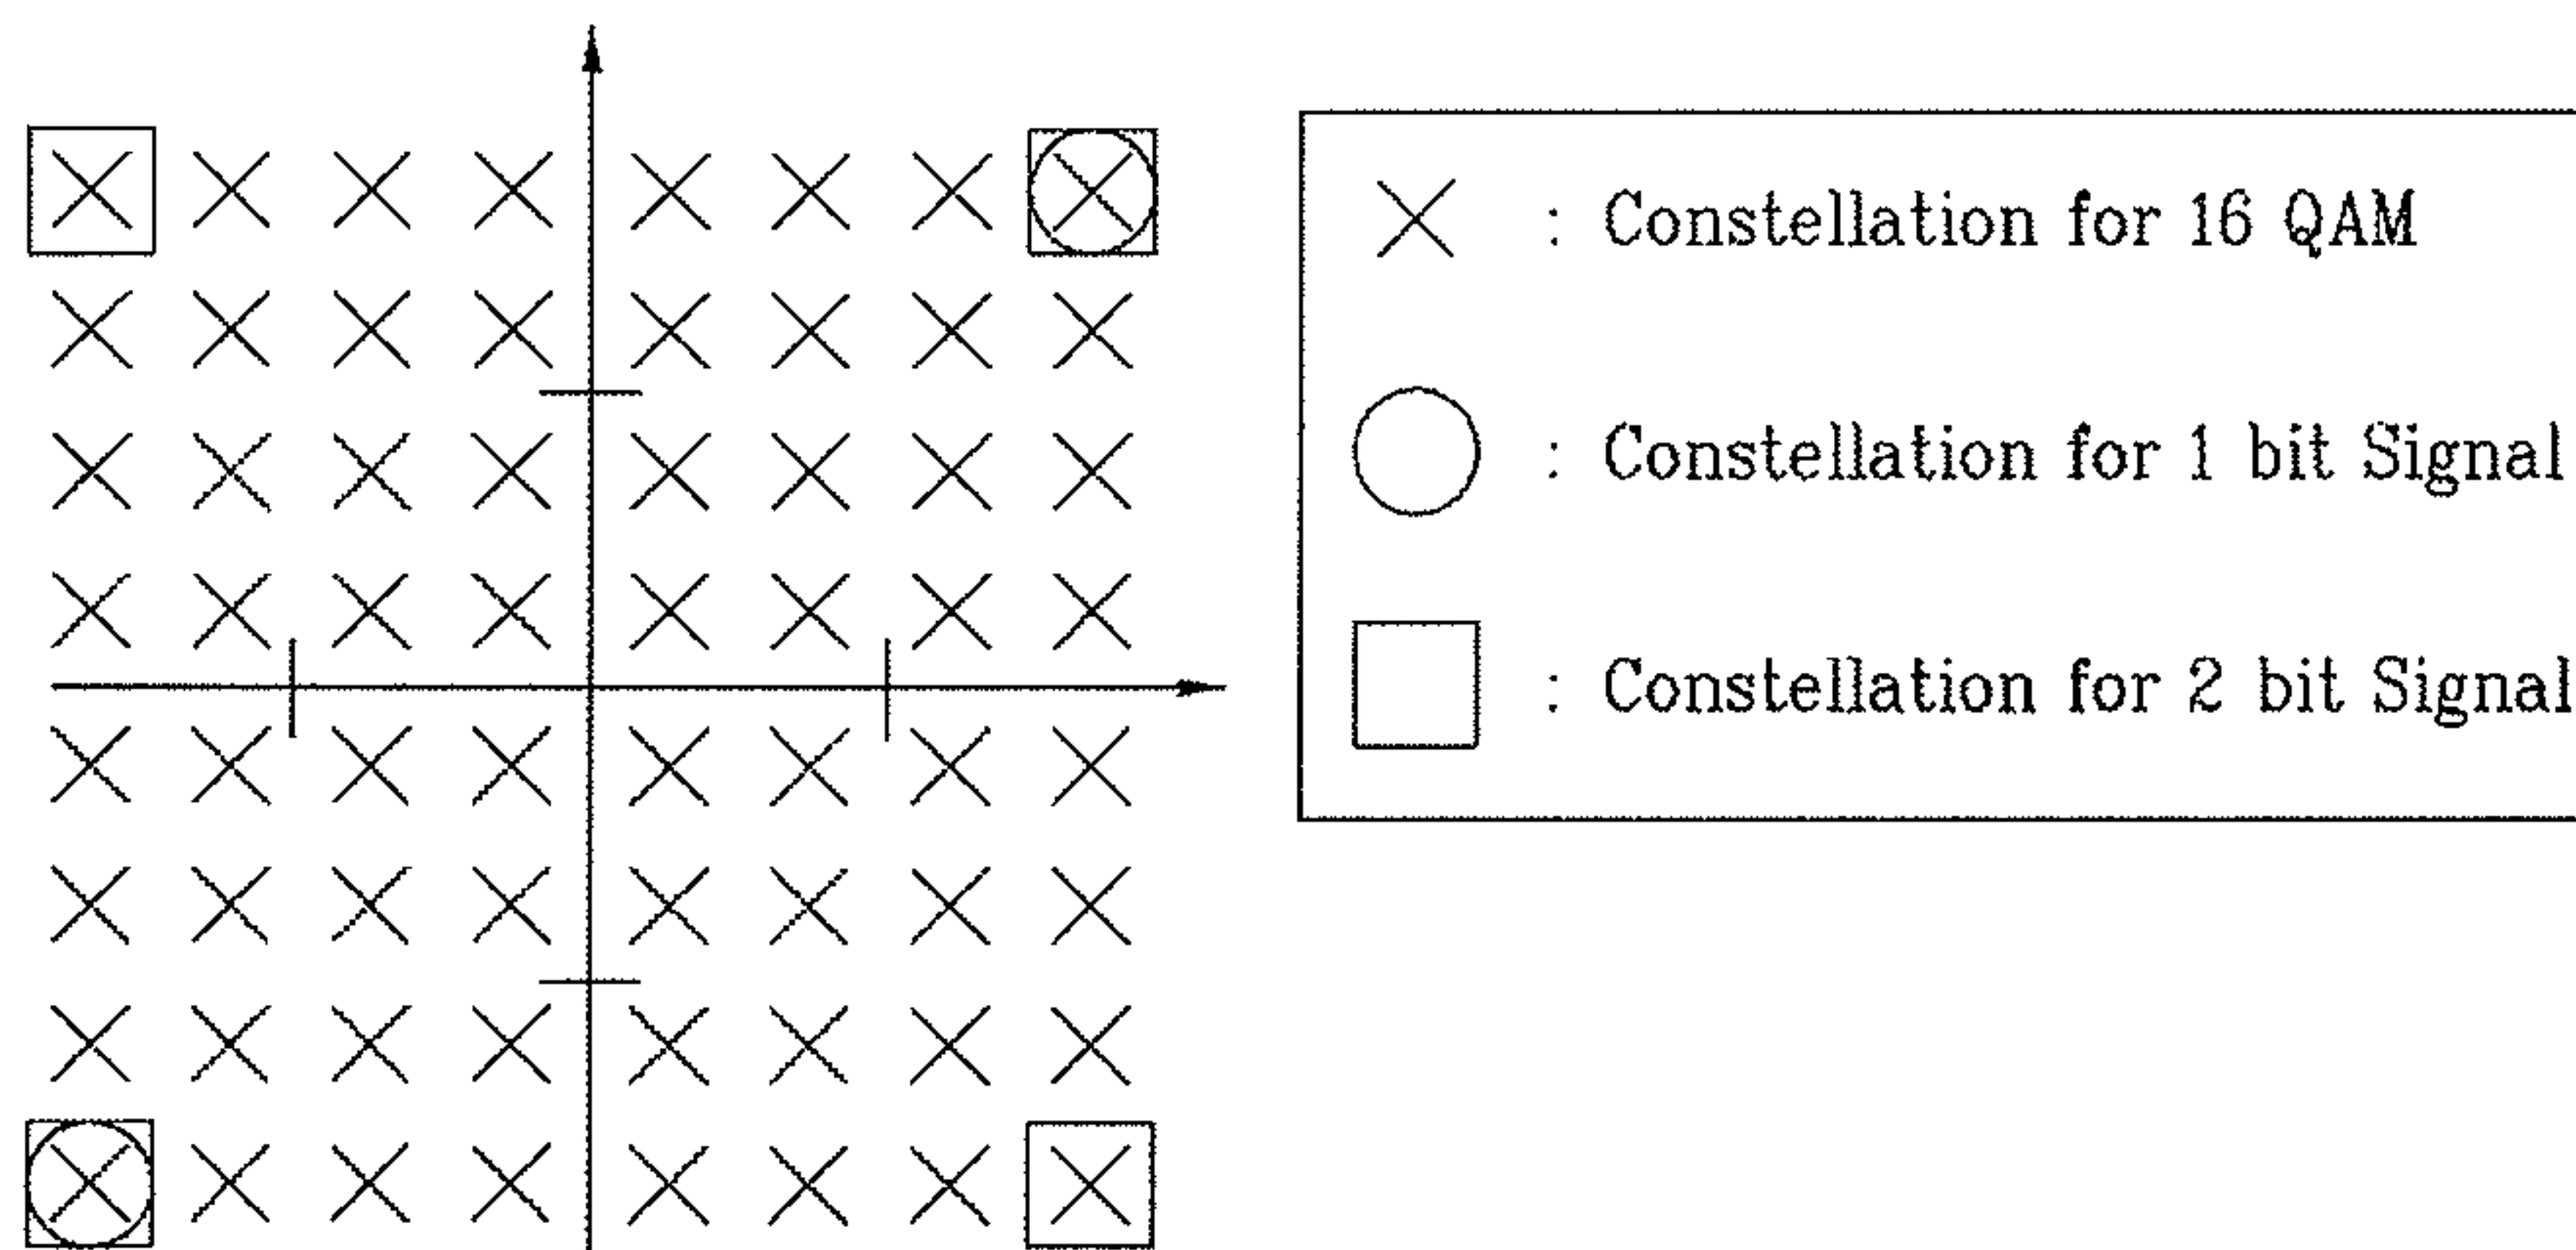 : Constellation for 16 QAM
: Constellation for 1 bit Signal
: Constellation for 2 bit Signal